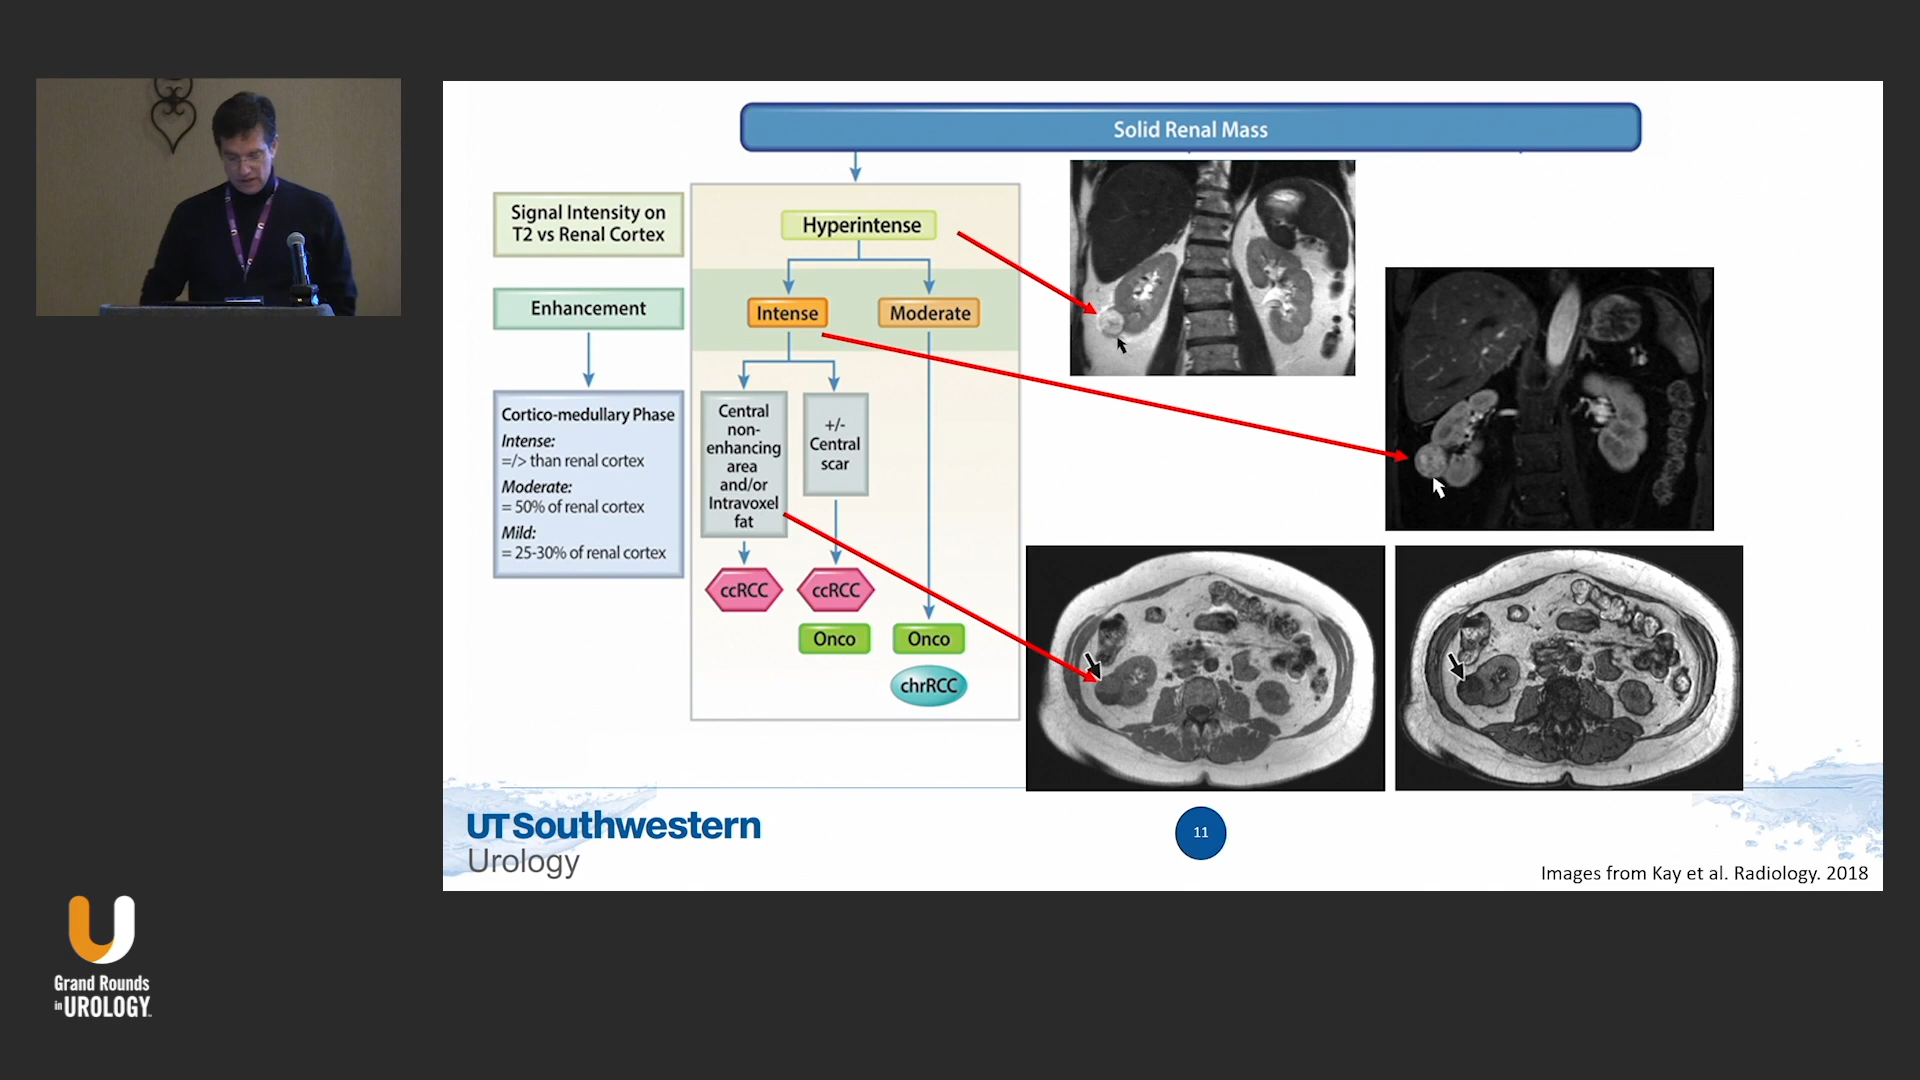 Solid Renal Mass
Signal Intensity on
T2 vs Renal Cortex
Hyperintense
Enhancement
Intense
Moderate
Cortico-medullary Phase
Intense:
=/> than renal cortex
Moderate:
= 50% of renal cortex
Mild:
= 25-30% of renal cortex
Central
non-
enhancing
area
and/or
Intravoxel
fat
+/-
Central
scar
ccRCC
ccRCC
Onco
Onco
chrRCC
UTSouthwestern
Urology
11
Images from Kay et al. Radiology. 2018
Grand Rounds
in UROLOGY